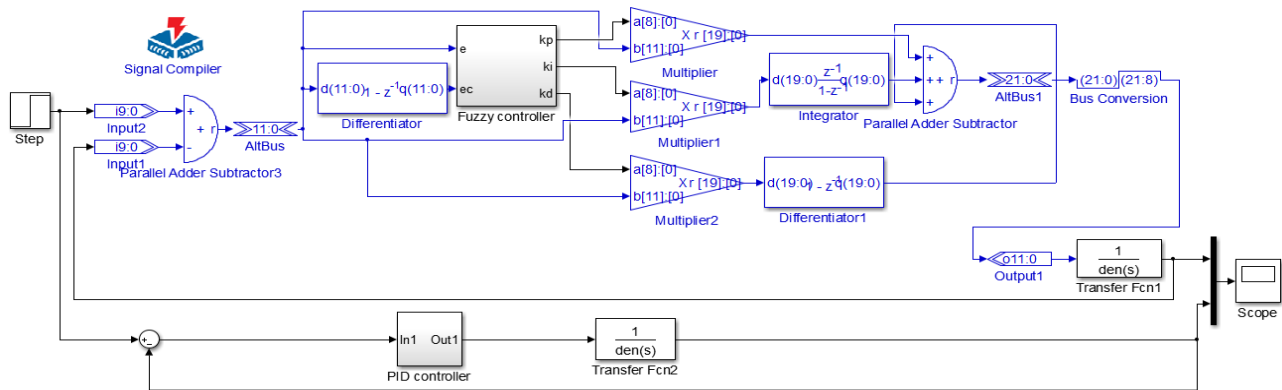 Signal Compiler
Step
i9:0
Input2
i9:0
Input1
+
-
+ r
Parallel Adder Subtractor3
11:0
AltBus
d(11:0) 1 - z⁻¹ q(11:0)
Differentiator
e
ec
kp
ki
kd
Fuzzy controller
a[8]:[0]
b[11]:[0]
X r [19]:[0]
Multiplier
a[8]:[0]
b[11]:[0]
X r [19]:[0]
Multiplier1
a[8]:[0]
b[11]:[0]
X r [19]:[0]
Multiplier2
d(19:0) z⁻¹ q(19:0)
1-z⁻¹
Integrator
d(19:0) 1 - z⁻¹ q(19:0)
Differentiator1
+
+
+
+ r
Parallel Adder Subtractor
21:0
AltBus1
(21:0) (21:8)
Bus Conversion
o11:0
Output1
1
den(s)
Transfer Fcn1
Scope
+
-
In1 Out1
PID controller
1
den(s)
Transfer Fcn2